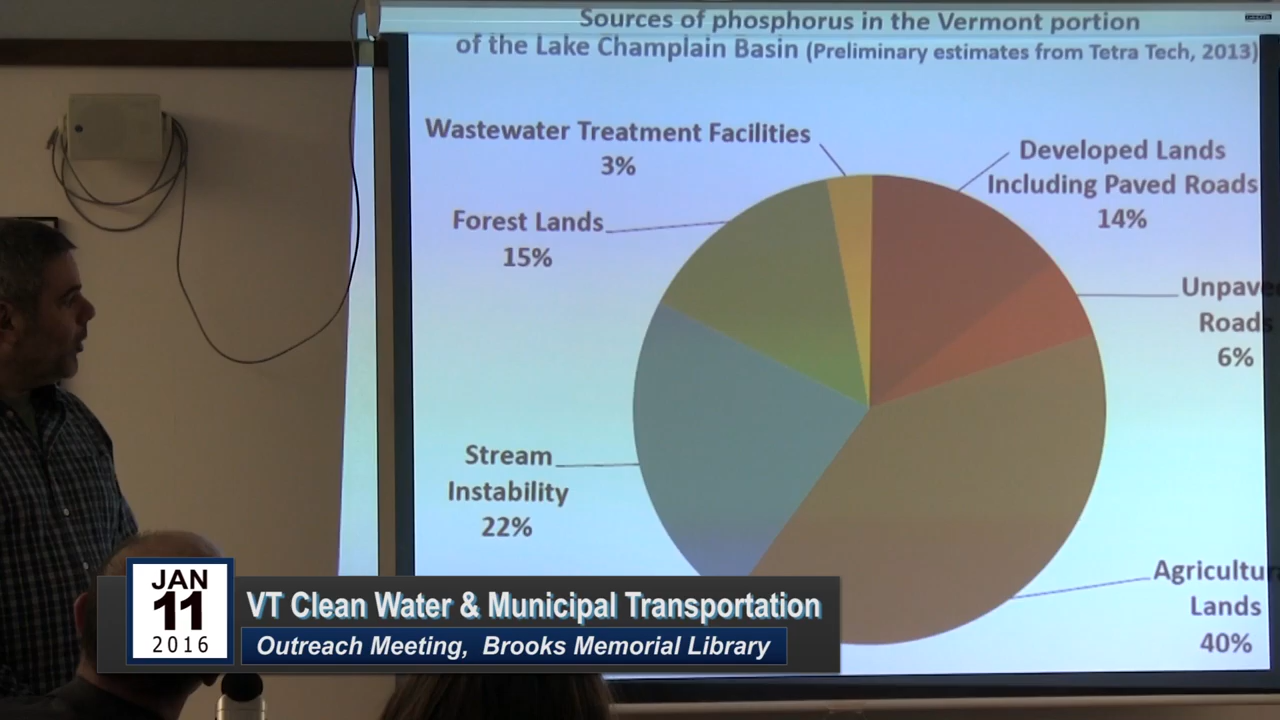 Sources of phosphorus in the Vermont portion
of the Lake Champlain Basin (Preliminary estimates from Tetra Tech, 2013)
Wastewater Treatment Facilities
3%
Developed Lands
Including Paved Roads
14%
Forest Lands
15%
Unpave
Roads
6%
Stream
Instability
22%
Agricultu
Lands
40%
JAN
11
2016
VT Clean Water & Municipal Transportation
Outreach Meeting, Brooks Memorial Library